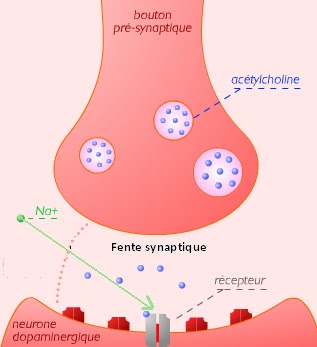 bouton
pré-synaptique
acétylcholine
Na+
Fente synaptique
récepteur
neurone
dopaminergique